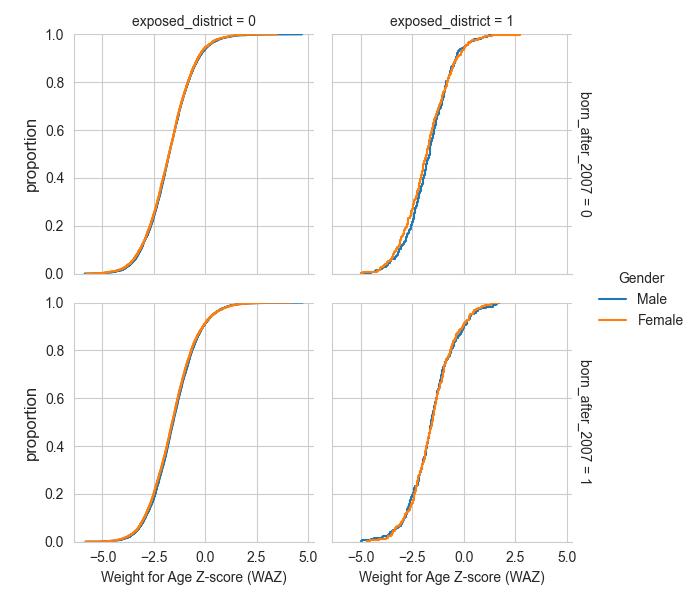 exposed_district = 0
exposed_district = 1
1.0
0.8
0.6
0.4
0.2
0.0
proportion
born_after_2007 = 0
Gender
Male
Female
1.0
0.8
0.6
0.4
0.2
0.0
proportion
born_after_2007 = 1
−5.0 −2.5 0.0 2.5 5.0
−5.0 −2.5 0.0 2.5 5.0
Weight for Age Z-score (WAZ)
Weight for Age Z-score (WAZ)